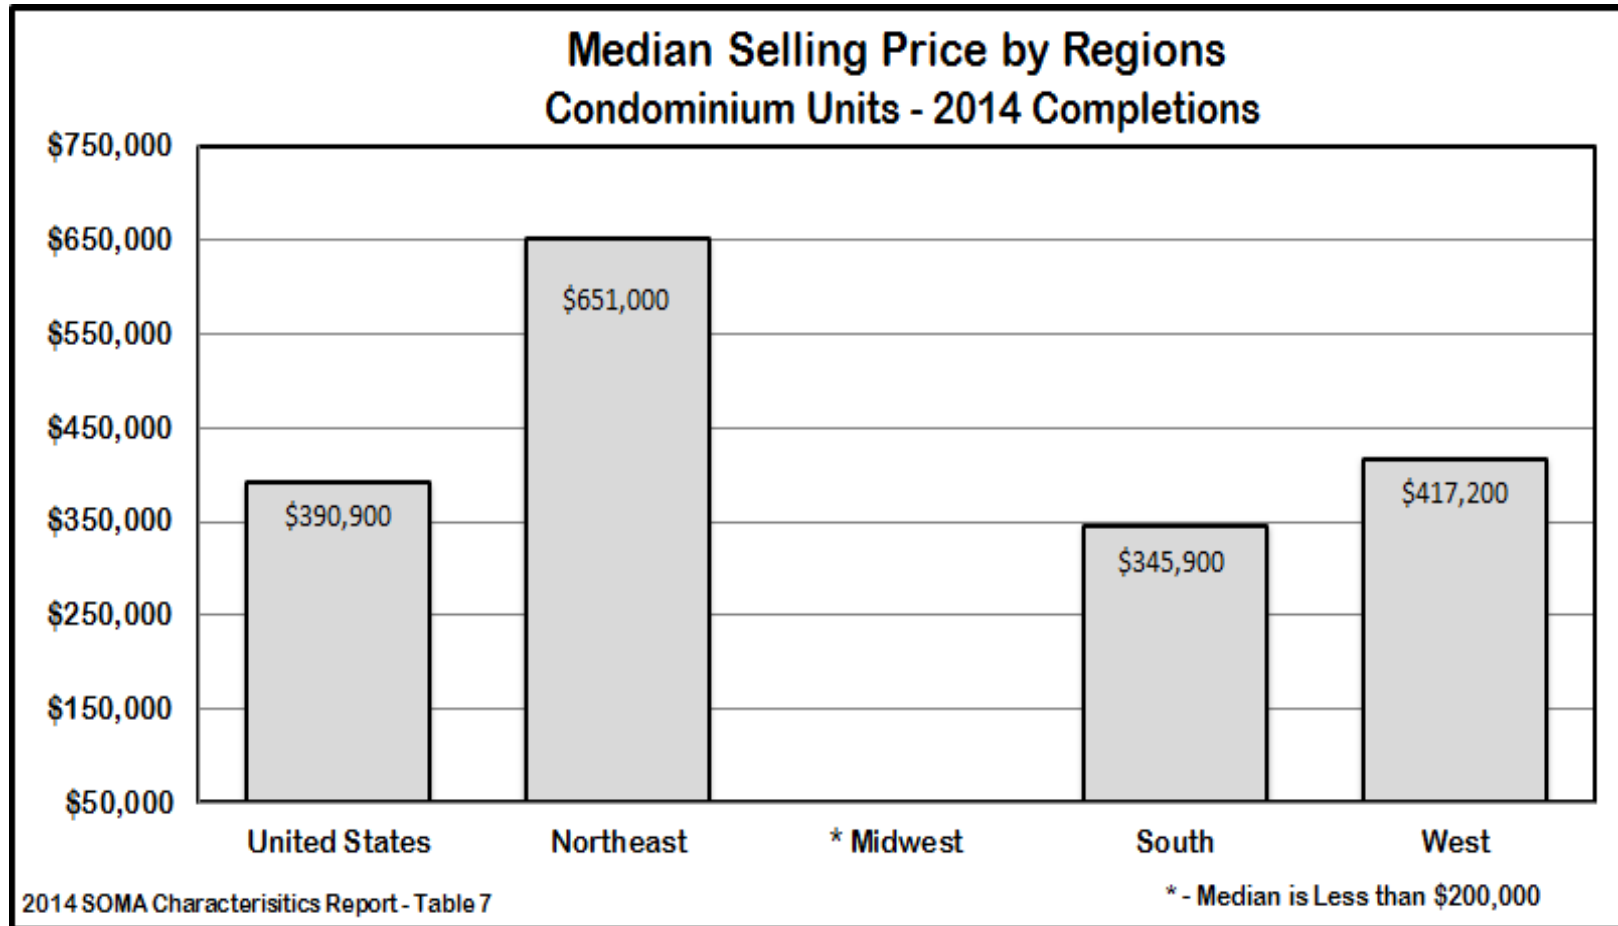 Median Selling Price by Regions
Condominium Units - 2014 Completions
$750,000
$650,000
$550,000
$450,000
$350,000
$250,000
$150,000
$50,000
$390,900
$651,000
$345,900
$417,200
United States
Northeast
* Midwest
South
West
2014 SOMA Characterisitics Report - Table 7
* - Median is Less than $200,000